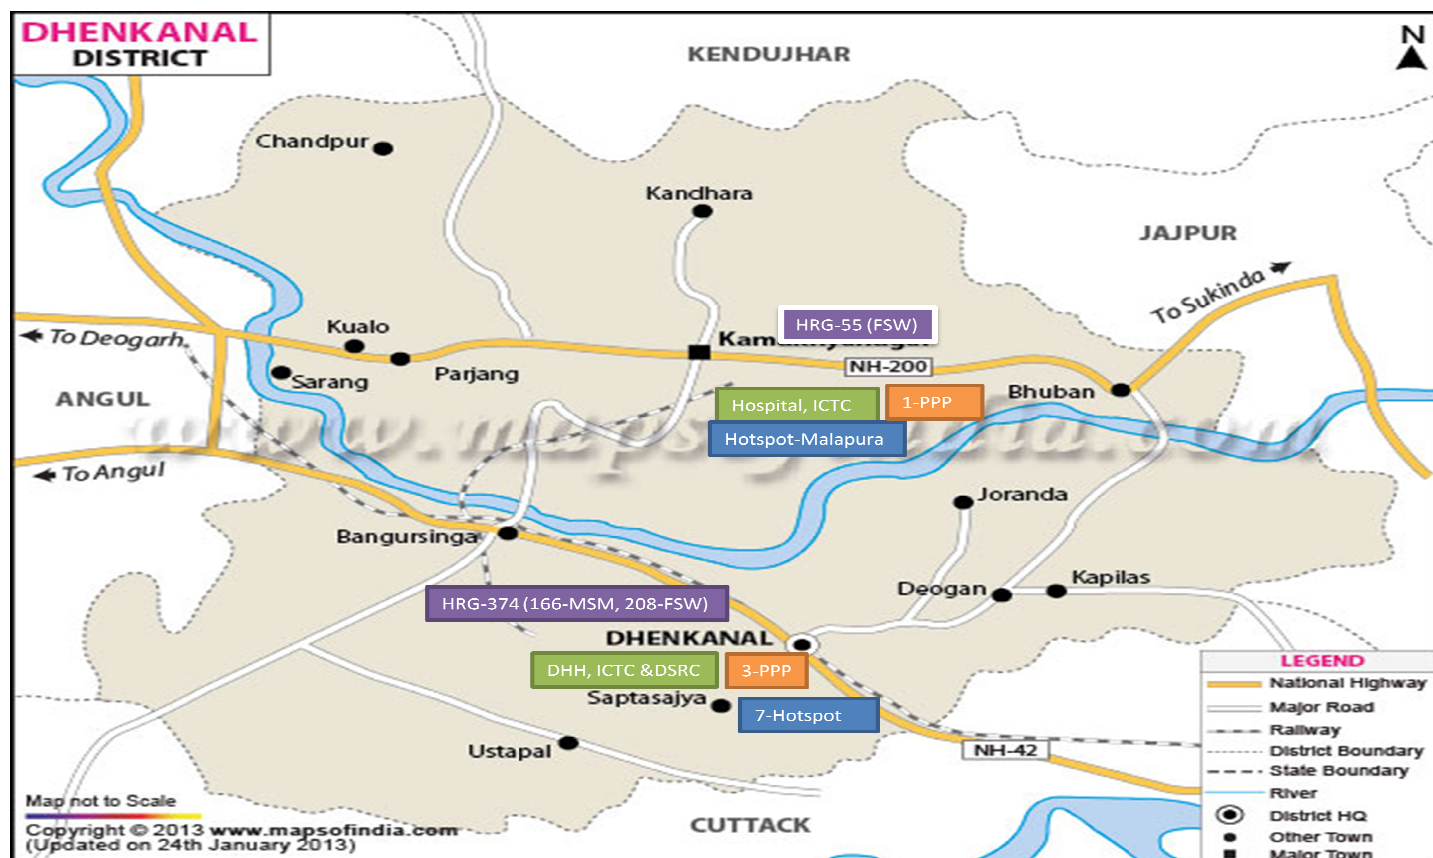 DHENKANAL
DISTRICT
KENDUJHAR
N
Chandpur
Kandhara
JAJPUR
To Sukinda
HRG-55 (FSW)
Kualo
To Deogarh
NH-200
Parjang
Sarang
Bhuban
ANGUL
Hospital, ICTC
1-PPP
Hotspot-Malapura
To Angul
Joranda
Bangursinga
Kapilas
Deogan
HRG-374 (166-MSM, 208-FSW)
DHENKANAL
DHH, ICTC &DSRC
3-PPP
Saptasajya
7-Hotspot
Ustapal
NH-42
LEGEND
National Highway
Major Road
Railway
District Boundary
State Boundary
River
District HQ
Other Town
Major Town
Map not to Scale
CUTTACK
Copyright © 2013 www.mapsofindia.com
(Updated on 24th January 2013)